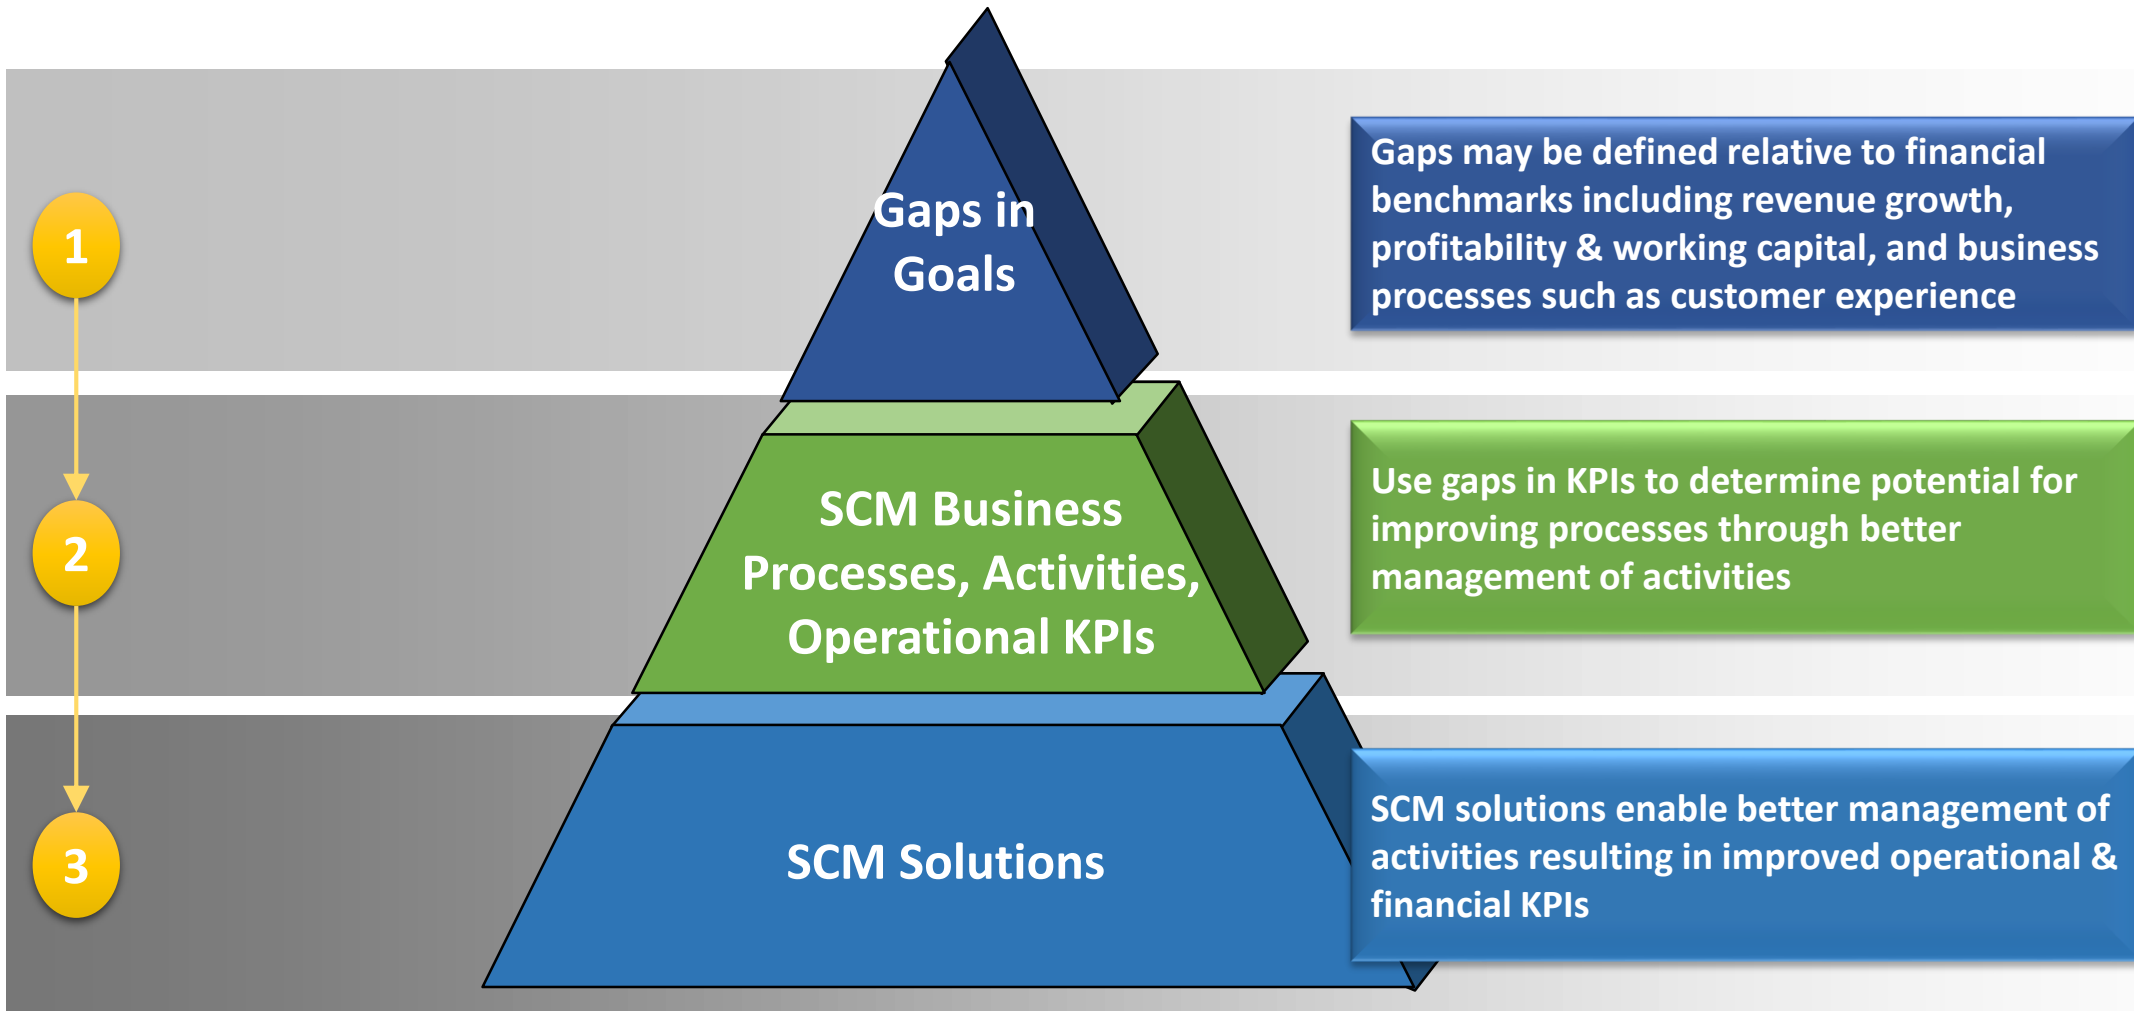 1
Gaps in
Goals
Gaps may be defined relative to financial
benchmarks including revenue growth,
profitability & working capital, and business
processes such as customer experience
2
SCM Business
Processes, Activities,
Operational KPIs
Use gaps in KPIs to determine potential for
improving processes through better
management of activities
3
SCM Solutions
SCM solutions enable better management of
activities resulting in improved operational &
financial KPIs